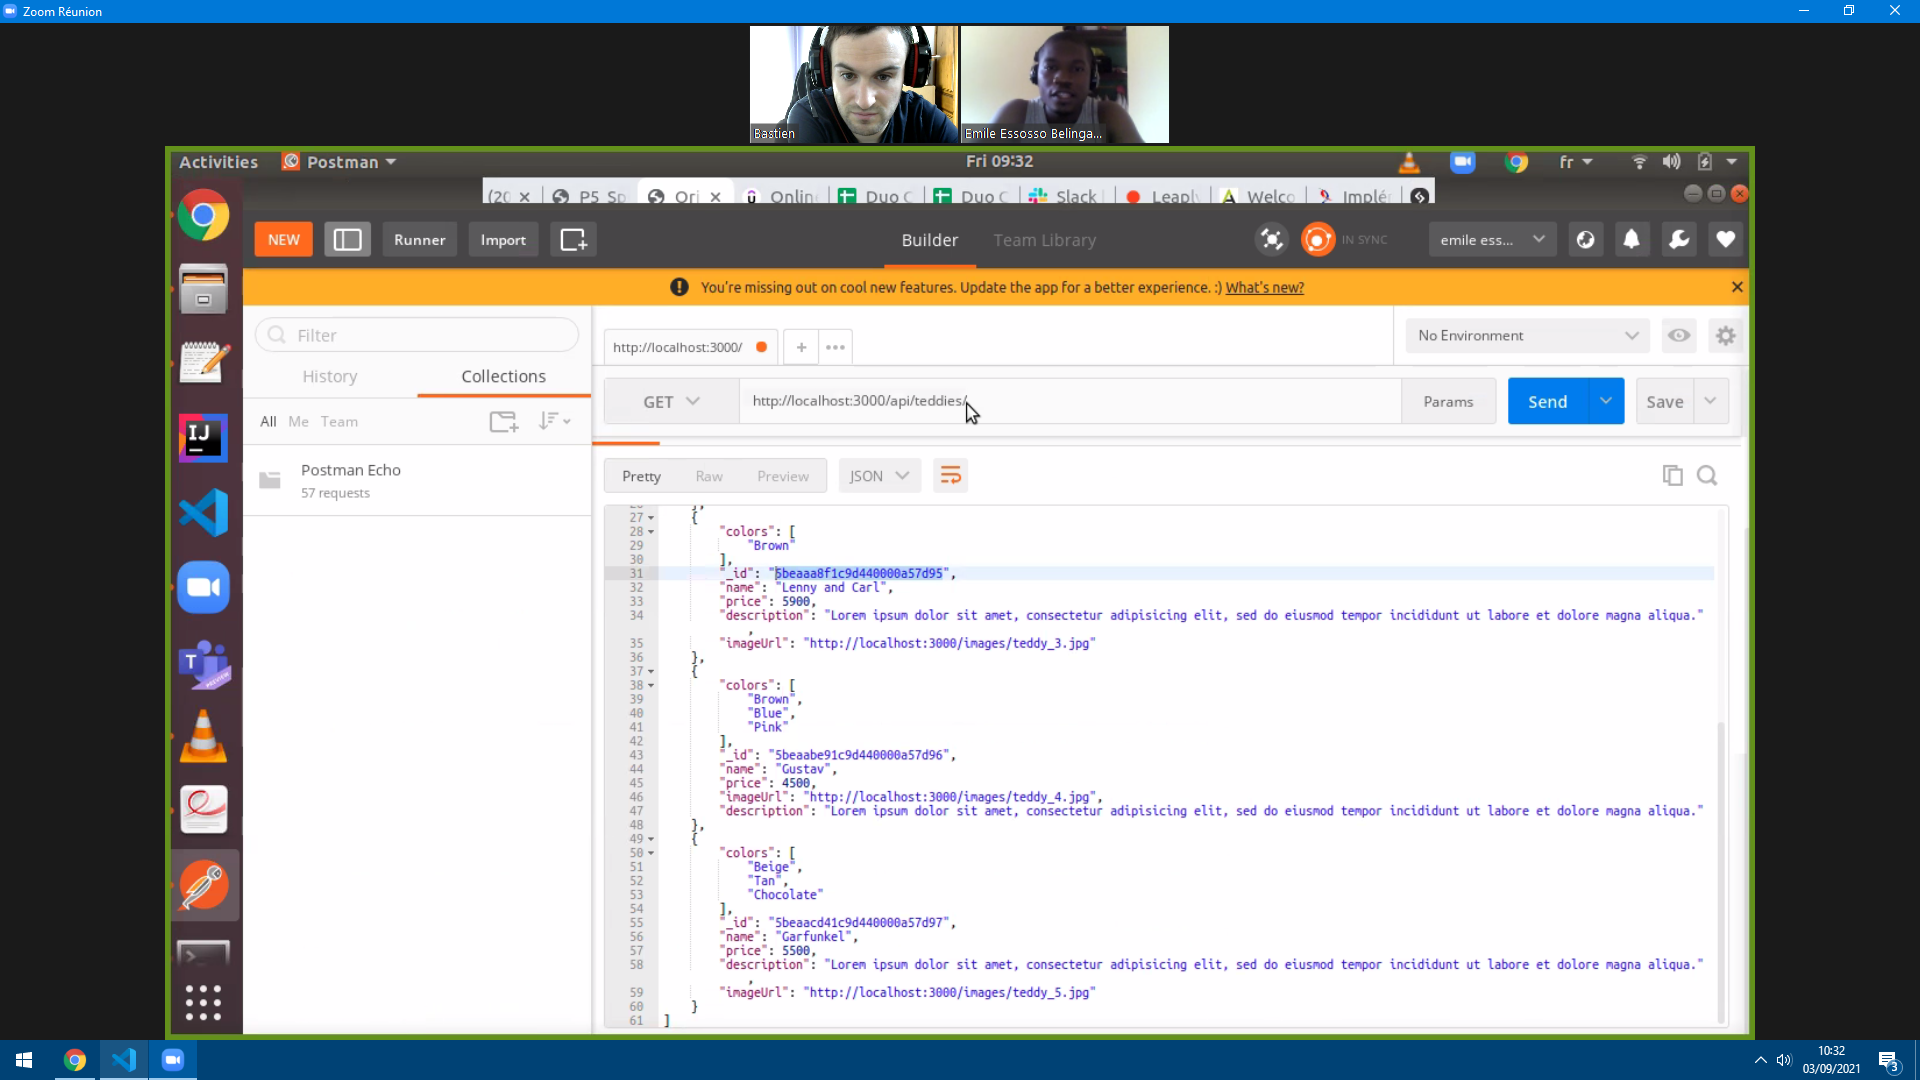 Zoom Réunion
Bastien
Emile Essosso Belinga...
Activities
Postman
Fri 09:32
fr
(20
P5 Sp
Ori
Onlin
Duo C
Duo C
Slack
Leaply
Welco
Implér
NEW
Runner
Import
Builder
Team Library
IN SYNC
emile ess...
You're missing out on cool new features. Update the app for a better experience. :) What's new?
Filter
http://localhost:3000/
No Environment
History
Collections
GET
http://localhost:3000/api/teddies/
Params
Send
Save
All Me Team
Postman Echo
57 requests
Pretty
Raw
Preview
JSON
27 {
28 "colors": [
29 "Brown"
30 ],
31 "_id": "5beaaa8f1c9d440000a57d95",
32 "name": "Lenny and Carl",
33 "price": 5900,
34 "description": "Lorem ipsum dolor sit amet, consectetur adipisicing elit, sed do eiusmod tempor incididunt ut labore et dolore magna aliqua."
,
35 "imageUrl": "http://localhost:3000/images/teddy_3.jpg"
36 },
37 {
38 "colors": [
39 "Brown",
40 "Blue",
41 "Pink"
42 ],
43 "_id": "5beaabe91c9d440000a57d96",
44 "name": "Gustav",
45 "price": 4500,
46 "imageUrl": "http://localhost:3000/images/teddy_4.jpg",
47 "description": "Lorem ipsum dolor sit amet, consectetur adipisicing elit, sed do eiusmod tempor incididunt ut labore et dolore magna aliqua."
48 },
49 {
50 "colors": [
51 "Beige",
52 "Tan",
53 "Chocolate"
54 ],
55 "_id": "5beaacd41c9d440000a57d97",
56 "name": "Garfunkel",
57 "price": 5500,
58 "description": "Lorem ipsum dolor sit amet, consectetur adipisicing elit, sed do eiusmod tempor incididunt ut labore et dolore magna aliqua."
,
59 "imageUrl": "http://localhost:3000/images/teddy_5.jpg"
60 }
61 ]
IJ
T
PREVIEW
10:32
03/09/2021
3